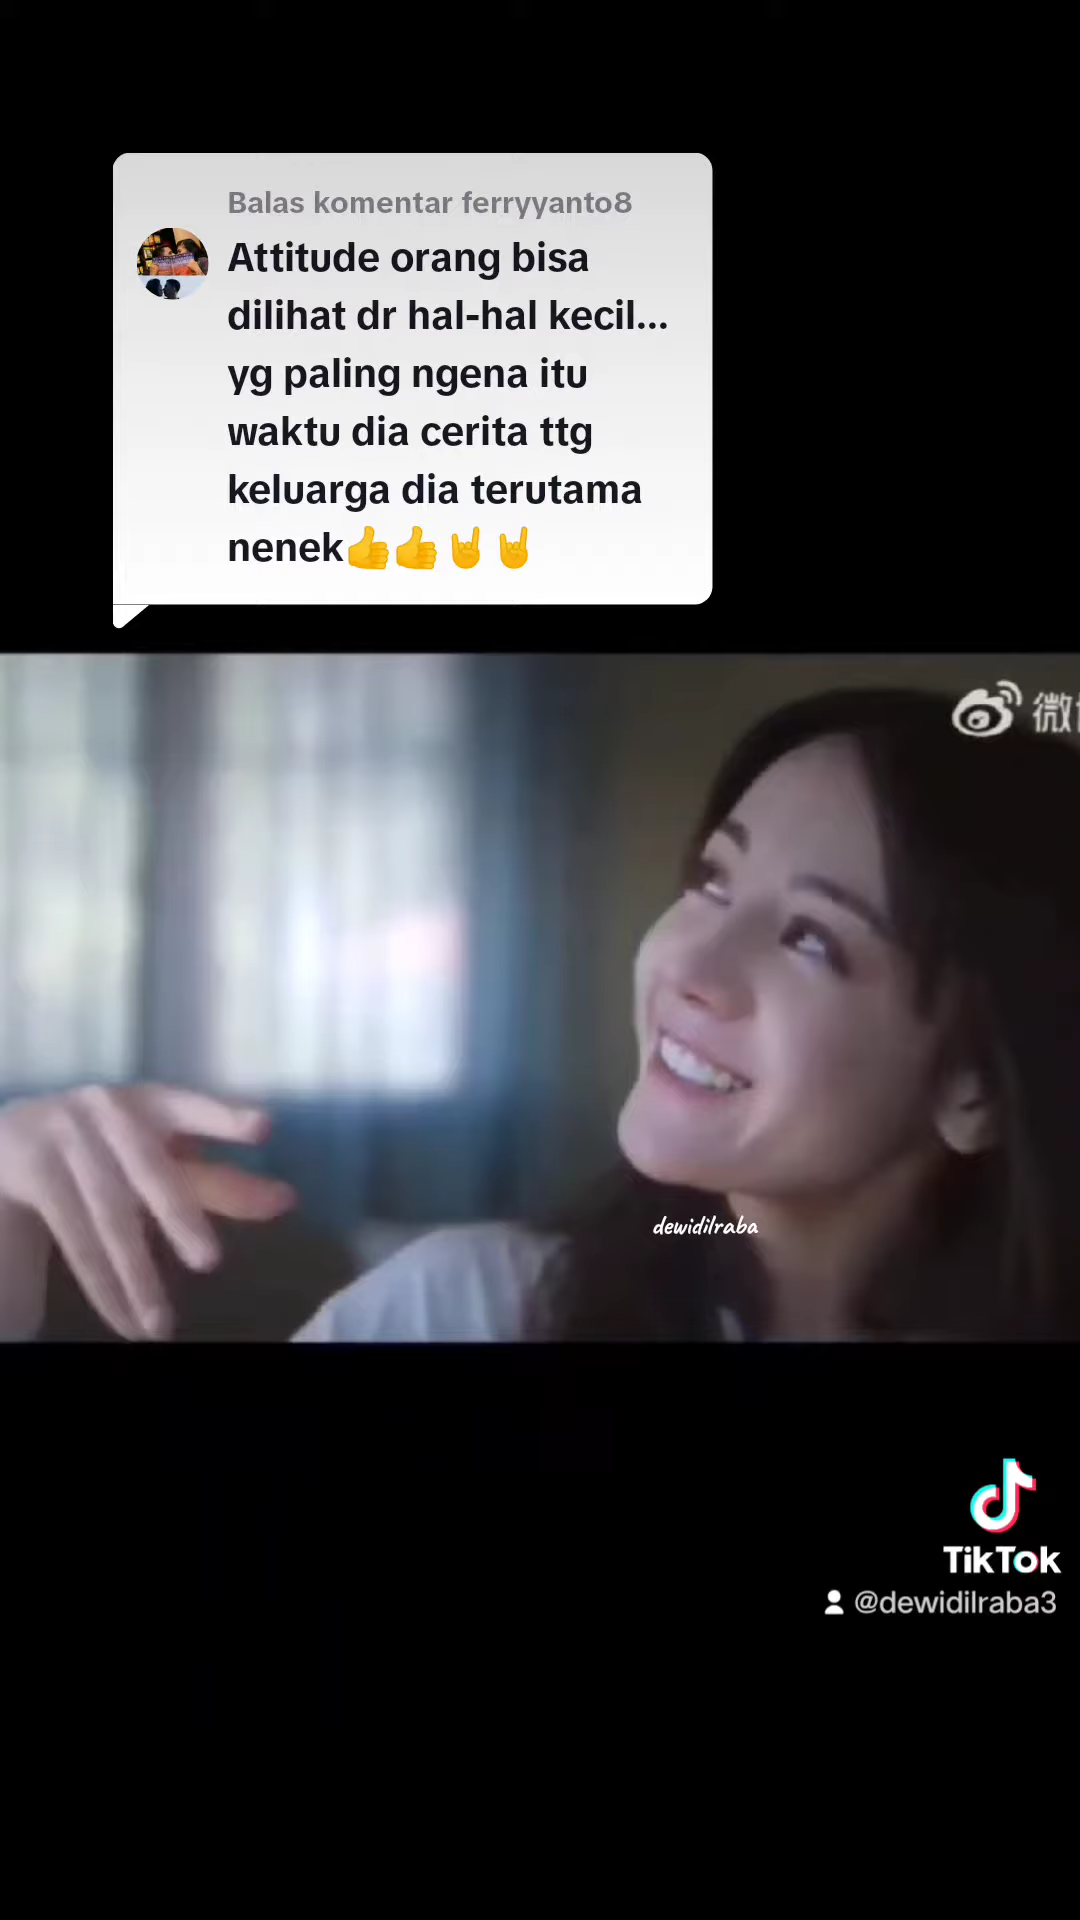 Balas komentar ferryyanto8
Attitude orang bisa
dilihat dr hal-hal kecil...
yg paling ngena itu
waktu dia cerita ttg
keluarga dia terutama
nenek👍👍🤘🤘
微
dewidilraba
TikTok
@dewidilraba3